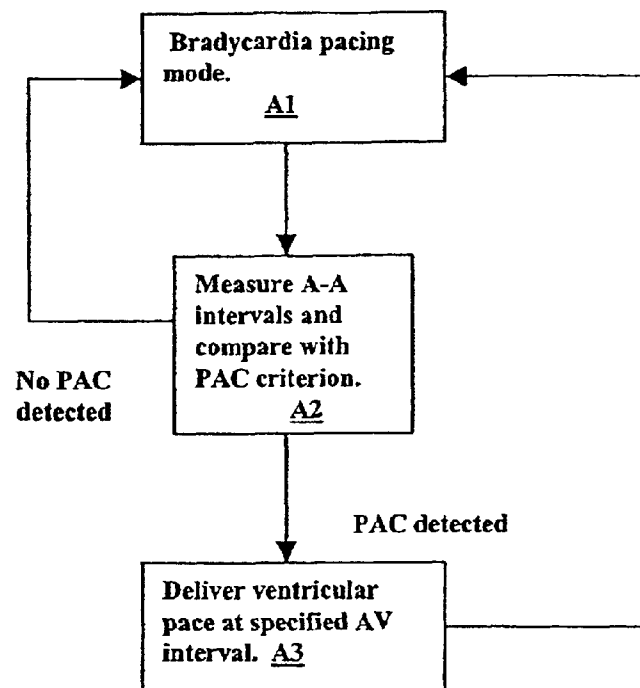 Bradycardia pacing
mode.
A1
Measure A-A
intervals and
compare with
PAC criterion.
A2
No PAC
detected
PAC detected
Deliver ventricular
pace at specified AV
interval. A3